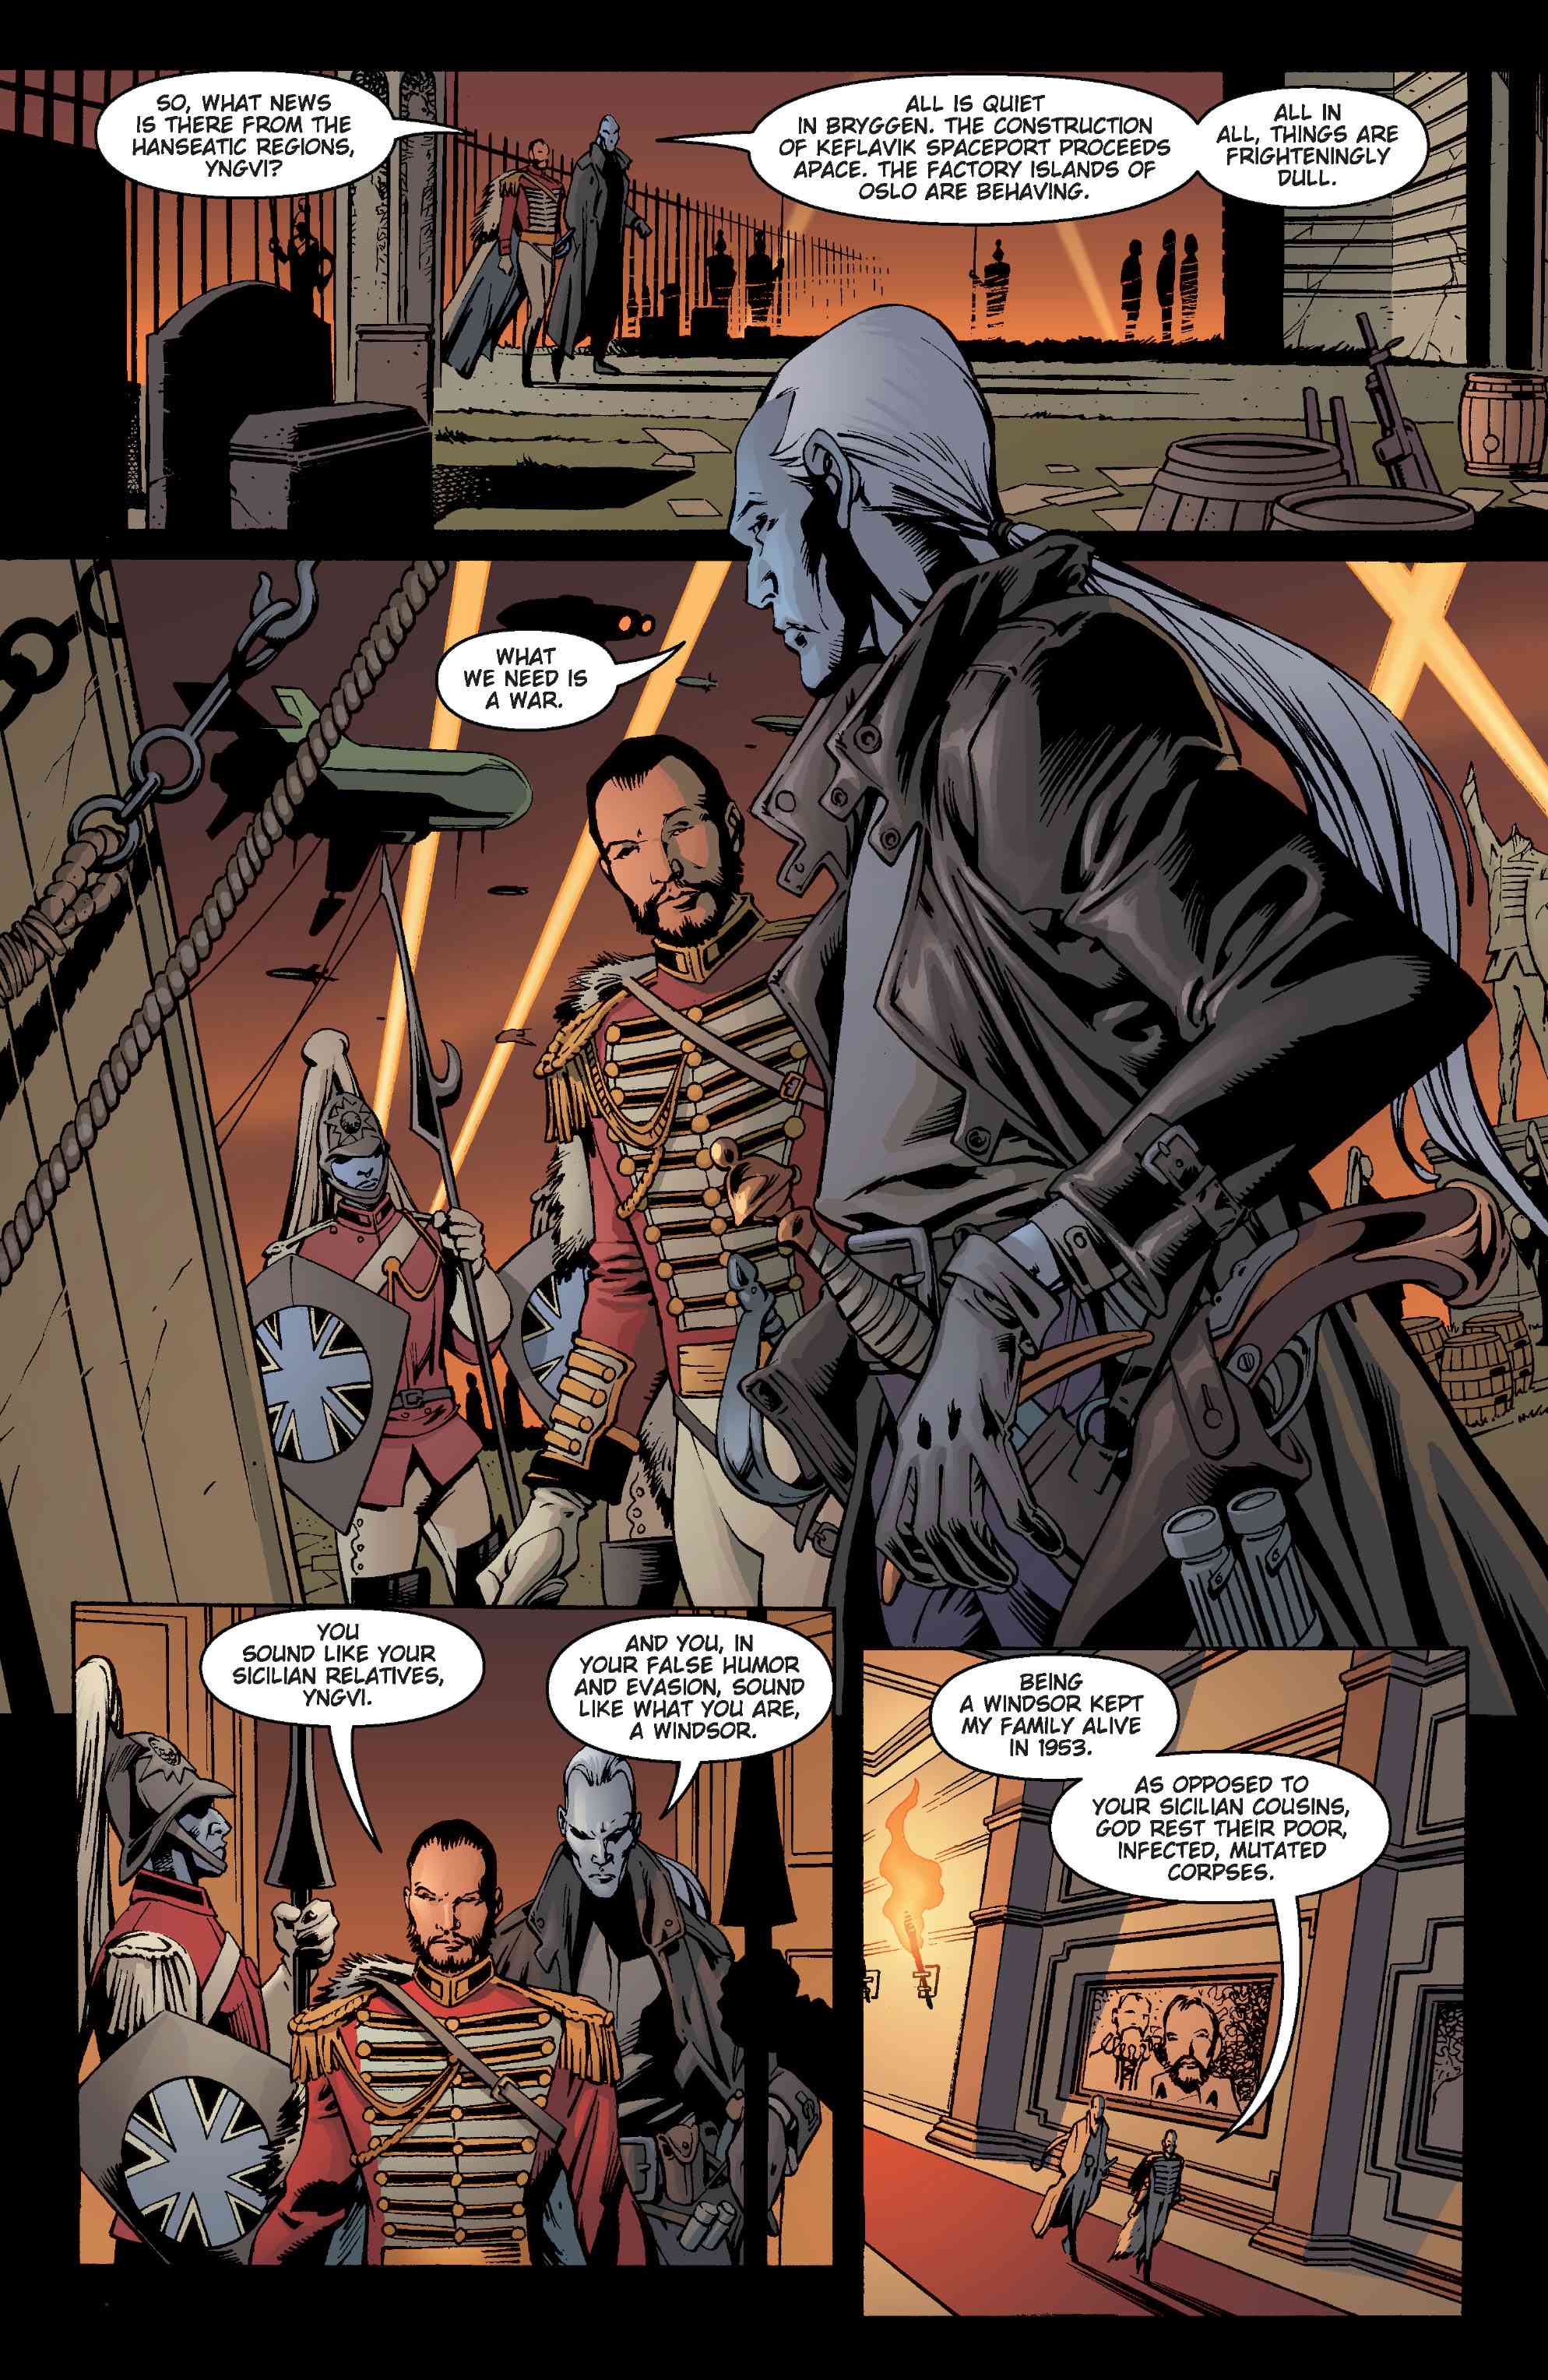 SO, WHAT NEWS
IS THERE FROM THE
HANSEATIC REGIONS,
YNGVI?
ALL IS QUIET
IN BRYGGEN. THE CONSTRUCTION
OF KEFLAVIK SPACEPORT PROCEEDS
APACE. THE FACTORY ISLANDS OF
OSLO ARE BEHAVING.
ALL IN
ALL, THINGS ARE
FRIGHTENINGLY
DULL.
WHAT
WE NEED IS
A WAR.
YOU
SOUND LIKE YOUR
SICILIAN RELATIVES,
YNGVI.
AND YOU, IN
YOUR FALSE HUMOR
AND EVASION, SOUND
LIKE WHAT YOU ARE,
A WINDSOR.
BEING
A WINDSOR KEPT
MY FAMILY ALIVE
IN 1953.
AS OPPOSED TO
YOUR SICILIAN COUSINS,
GOD REST THEIR POOR,
INFECTED, MUTATED
CORPSES.